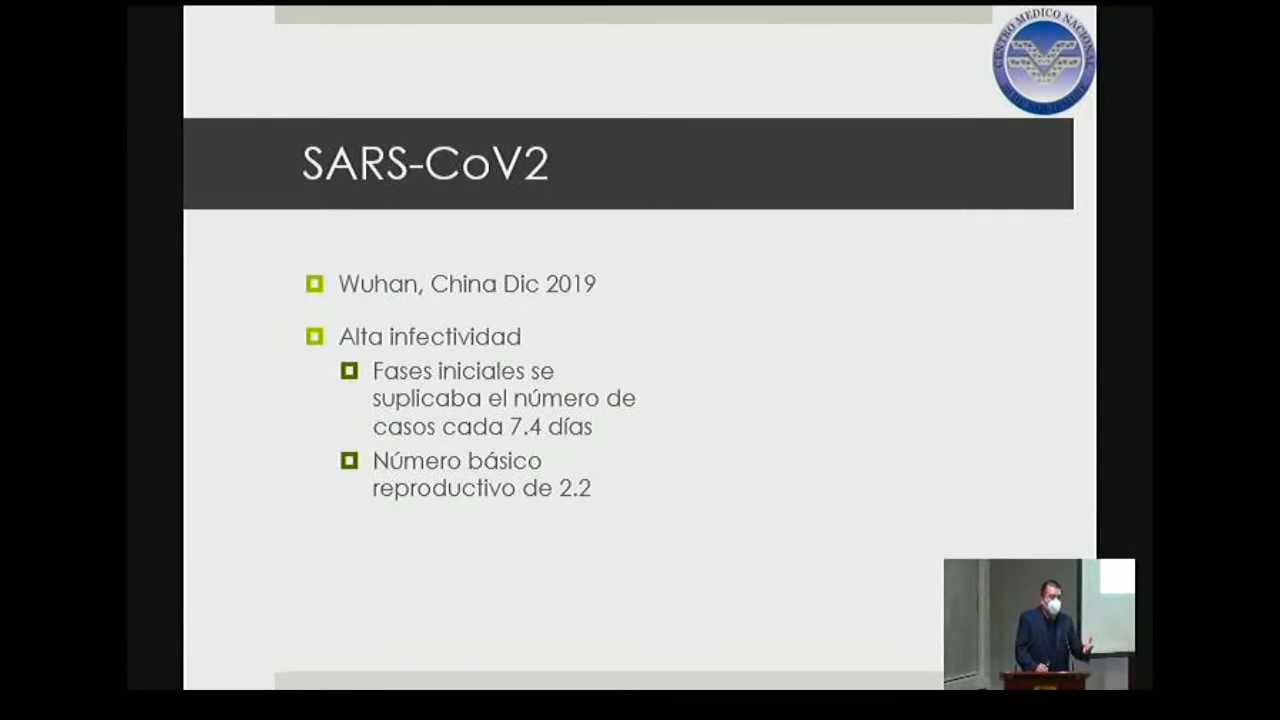 CENTRO MEDICO NACIONAL
SARS-CoV2
Wuhan, China Dic 2019
Alta infectividad
Fases iniciales se
suplicaba el número de
casos cada 7.4 días
Número básico
reproductivo de 2.2